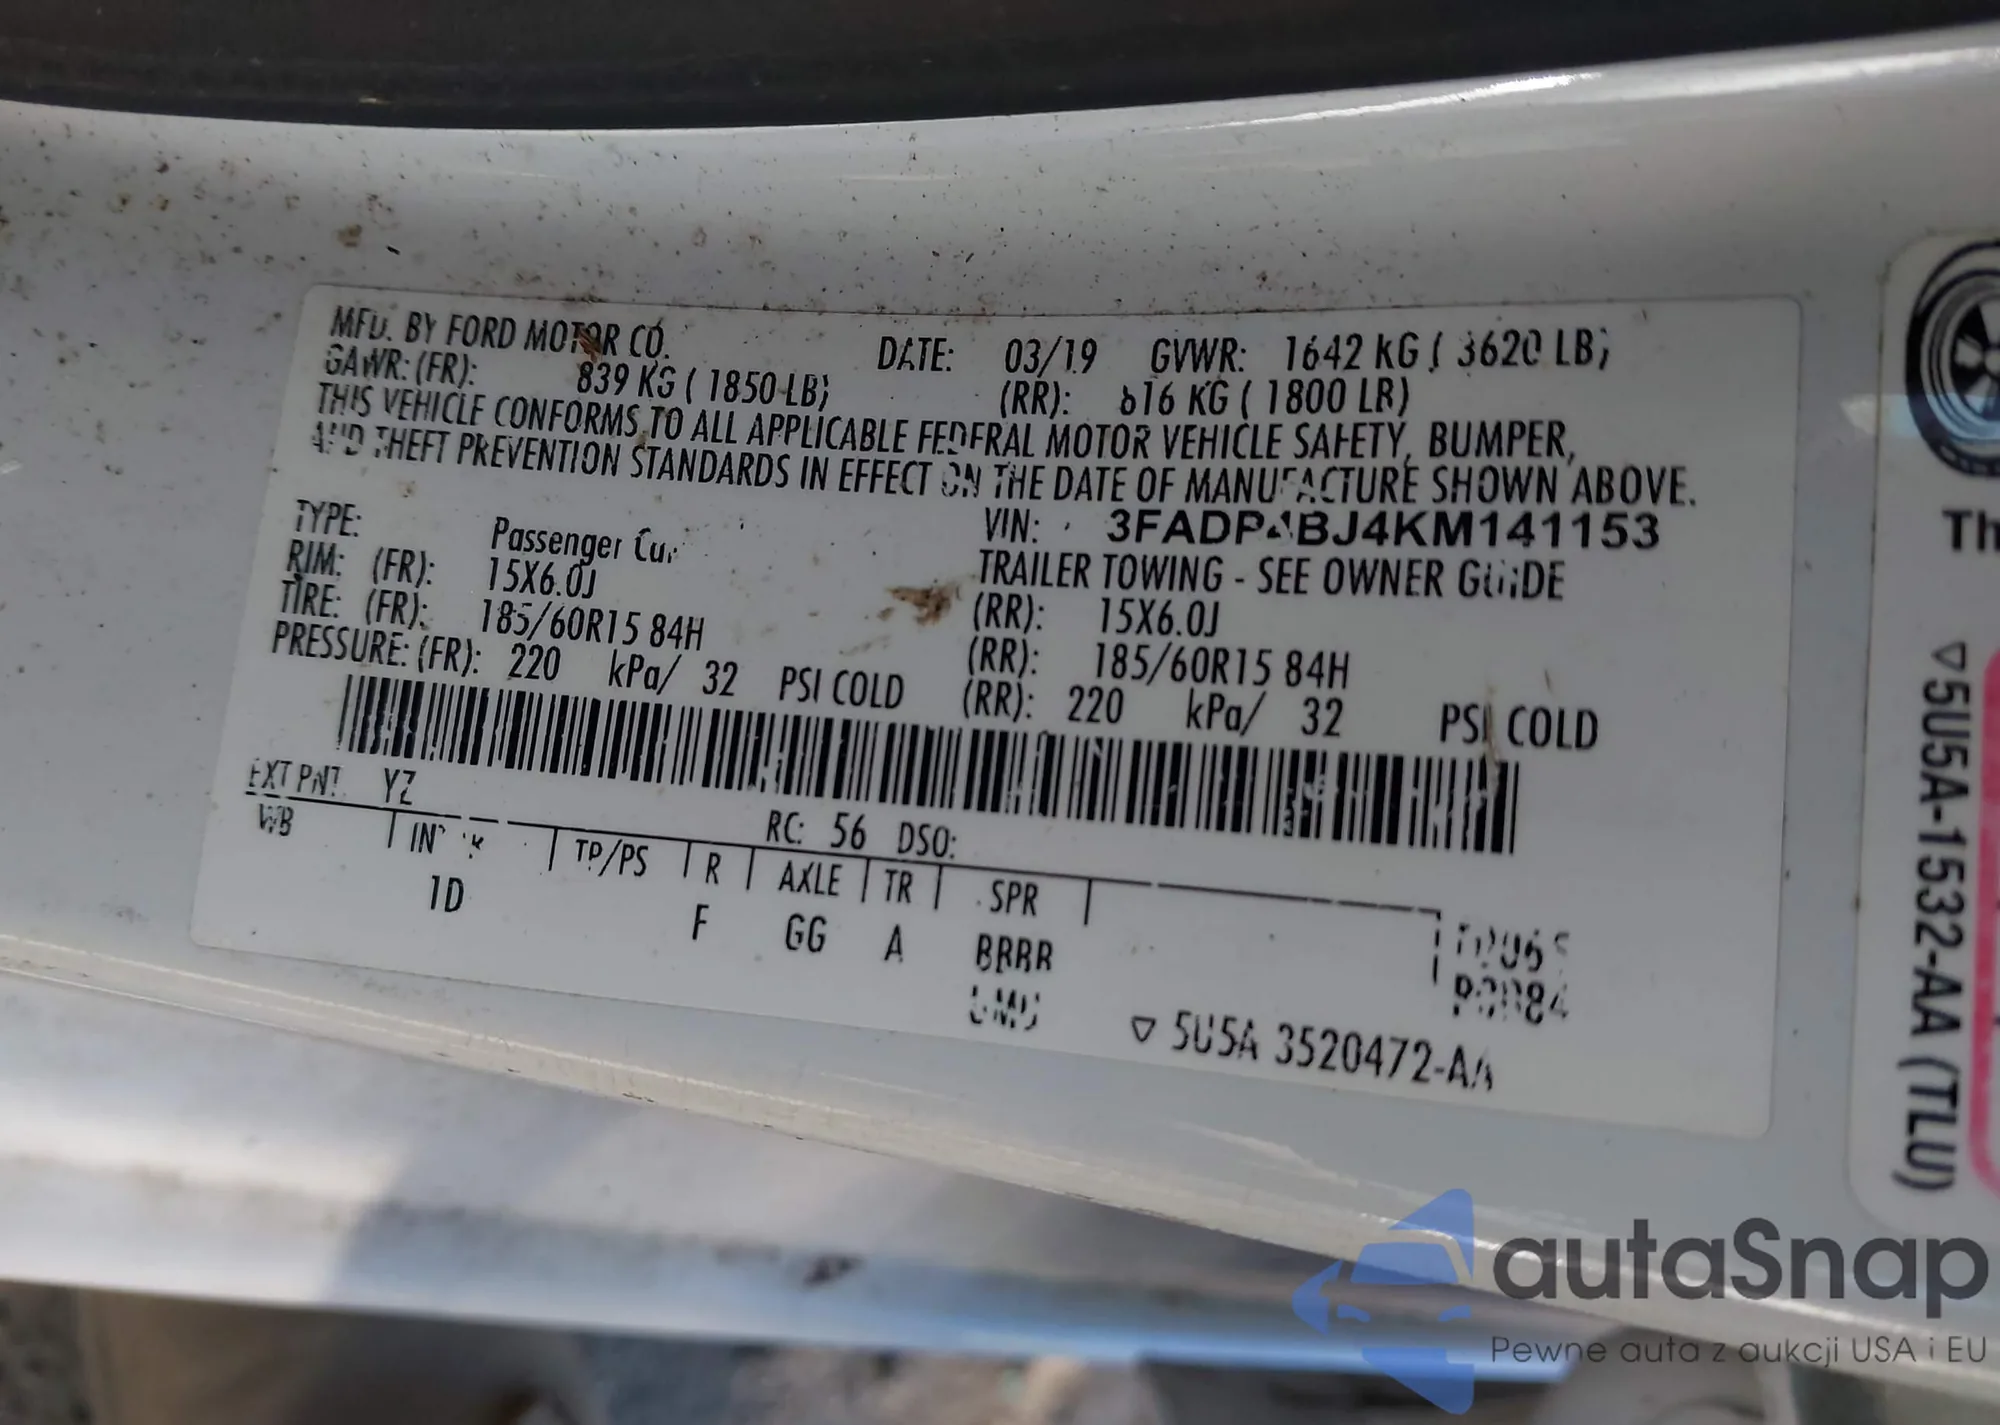 MFD. BY FORD MOTOR CO. DATE: 03/19 GVWR: 1642 KG ( 3620 LB)
GAWR: (FR): 839 KG ( 1850 LB) (RR): 816 KG ( 1800 LB)
THIS VEHICLE CONFORMS TO ALL APPLICABLE FEDERAL MOTOR VEHICLE SAFETY, BUMPER,
AND THEFT PREVENTION STANDARDS IN EFFECT ON THE DATE OF MANUFACTURE SHOWN ABOVE.
VIN: 3FADP4BJ4KM141153
TYPE: Passenger Car TRAILER TOWING - SEE OWNER GUIDE
RIM: (FR): 15X6.0J (RR): 15X6.0J
TIRE: (FR): 185/60R15 84H (RR): 185/60R15 84H
PRESSURE: (FR): 220 kPa/ 32 PSI COLD (RR): 220 kPa/ 32 PSI COLD
EXT PNT: YZ RC: 56 DSO:
WB TP/PS R AXLE TR SPR
1D F GG A BBBB
▽ 5U5A 3520472-AA
Th
▽5U5A-1532-AA (TLU)
autaSnap
Pewne auta z aukcji USA i EU